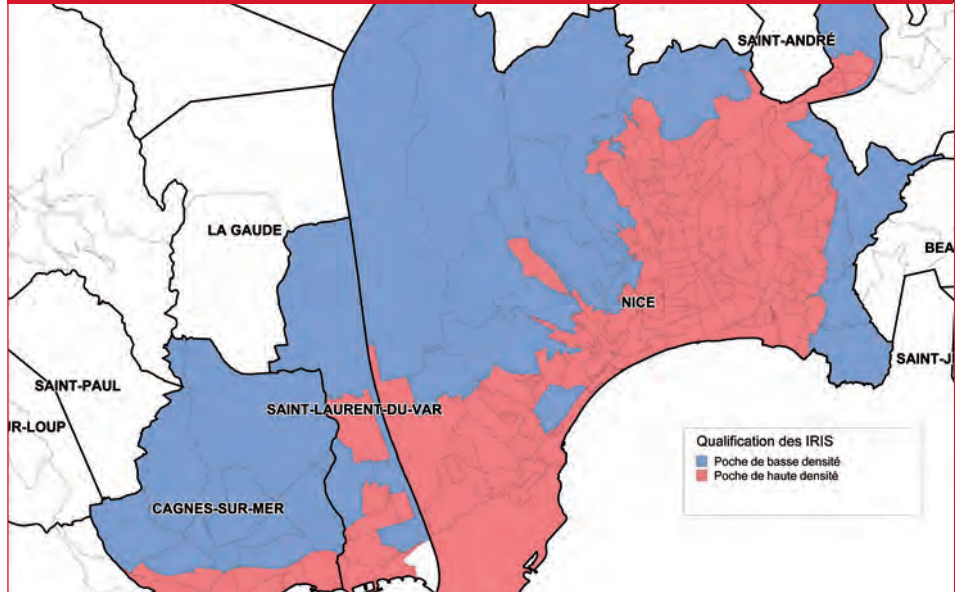 SAINT-ANDRÉ
LA GAUDE
BEA
NICE
SAINT-PAUL
SAINT-J
SAINT-LAURENT-DU-VAR
UR-LOUP
Qualification des IRIS
Poche de basse densité
Poche de haute densité
CAGNES-SUR-MER